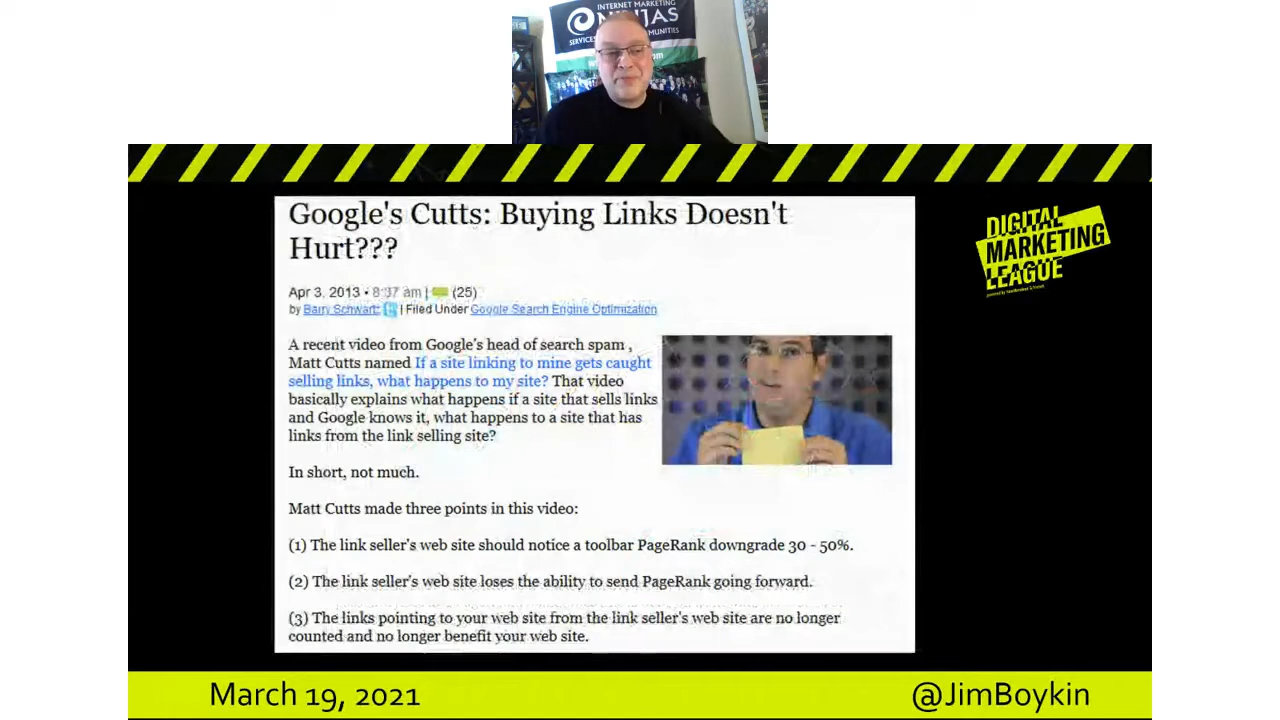 INTERNET MARKETING
NINJAS
Google's Cutts: Buying Links Doesn't
Hurt???
Apr 3, 2013 • 8:37 am | (25)
by Barry Schwartz | Filed Under Google Search Engine Optimization
A recent video from Google's head of search spam ,
Matt Cutts named If a site linking to mine gets caught
selling links, what happens to my site? That video
basically explains what happens if a site that sells links
and Google knows it, what happens to a site that has
links from the link selling site?
In short, not much.
Matt Cutts made three points in this video:
(1) The link seller's web site should notice a toolbar PageRank downgrade 30 - 50%.
(2) The link seller's web site loses the ability to send PageRank going forward.
(3) The links pointing to your web site from the link seller's web site are no longer
counted and no longer benefit your web site.
DIGITAL
MARKETING
LEAGUE
March 19, 2021
@JimBoykin